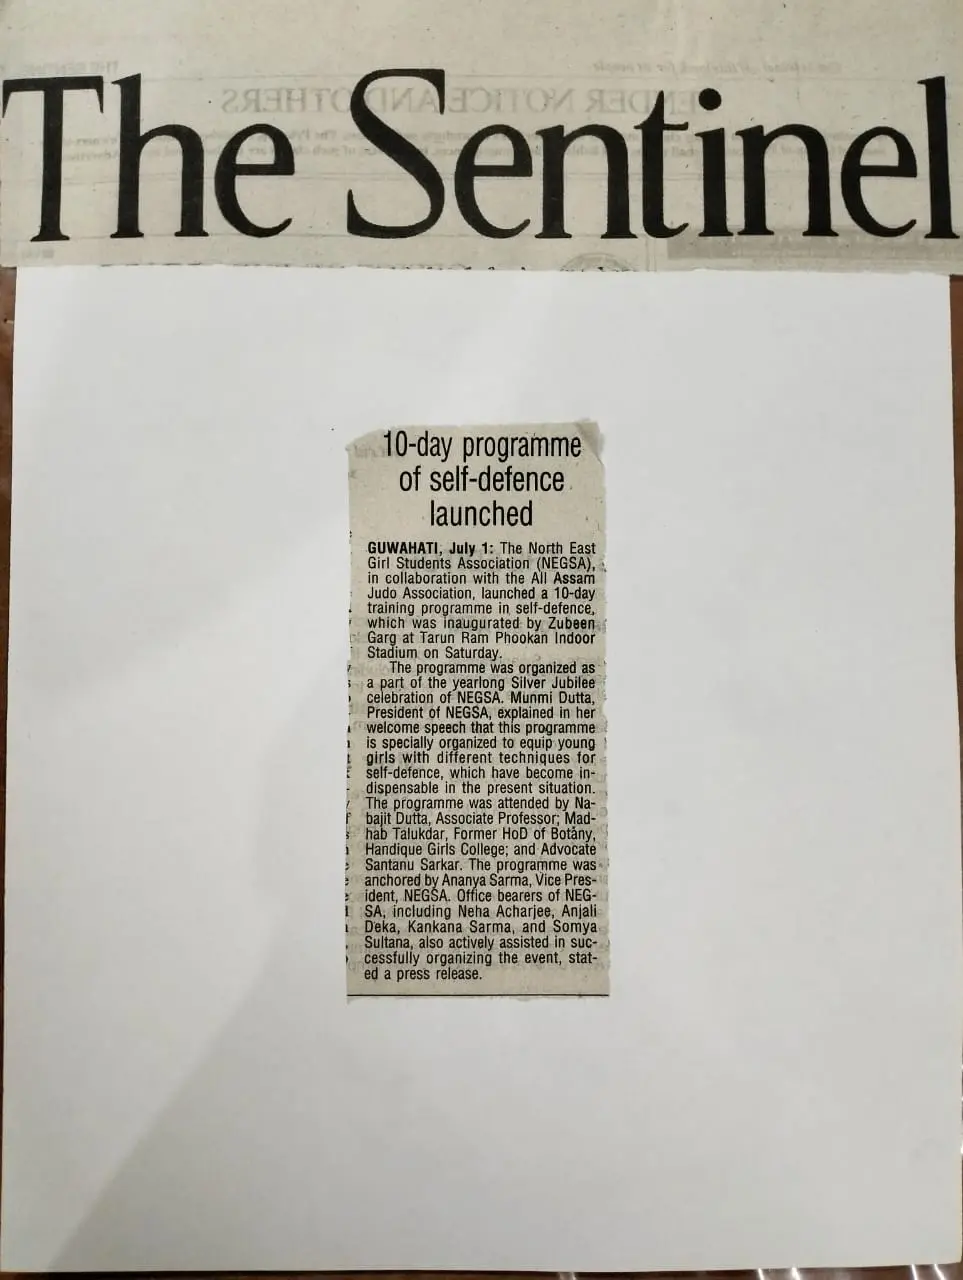 The Sentinel
10-day programme
of self-defence
launched
GUWAHATI, July 1: The North East
Girl Students Association (NEGSA),
in collaboration with the All Assam
Judo Association, launched a 10-day
training programme in self-defence,
which was inaugurated by Zubeen
Garg at Tarun Ram Phookan Indoor
Stadium on Saturday.
The programme was organized as
a part of the yearlong Silver Jubilee
celebration of NEGSA. Munmi Dutta,
President of NEGSA, explained in her
welcome speech that this programme
is specially organized to equip young
girls with different techniques for
self-defence, which have become in-
dispensable in the present situation.
The programme was attended by Na-
bajit Dutta, Associate Professor; Mad-
hab Talukdar, Former HoD of Botany,
Handique Girls College; and Advocate
Santanu Sarkar. The programme was
anchored by Ananya Sarma, Vice Pres-
ident, NEGSA. Office bearers of NEG-
SA, including Neha Acharjee, Anjali
Deka, Kankana Sarma, and Somya
Sultana, also actively assisted in suc-
cessfully organizing the event, stat-
ed a press release.